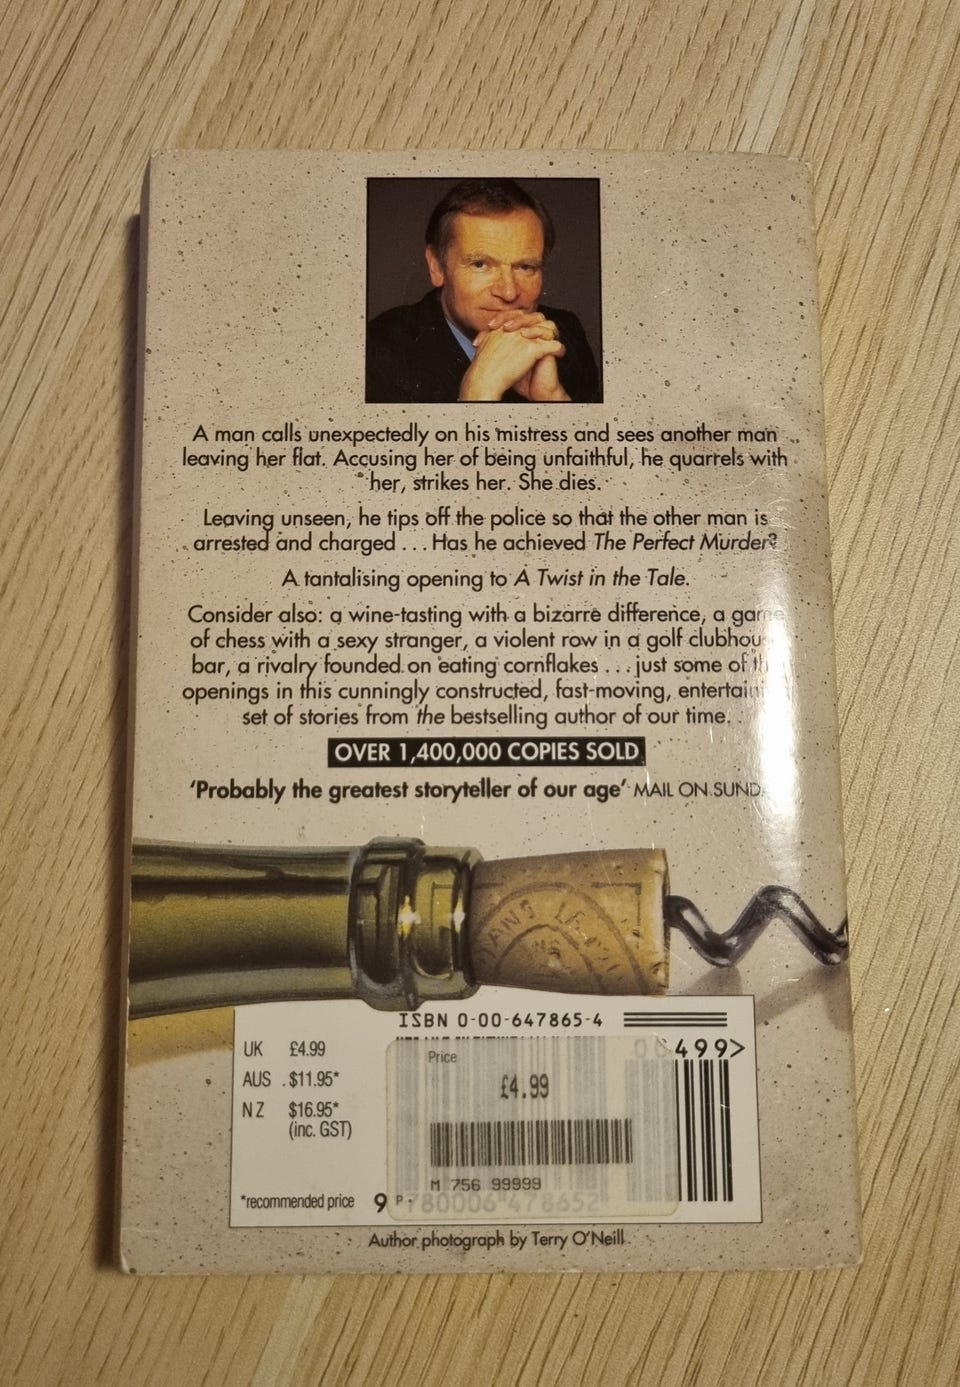 A man calls unexpectedly on his mistress and sees another man
leaving her flat. Accusing her of being unfaithful, he quarrels with
her, strikes her. She dies.
Leaving unseen, he tips off the police so that the other man is
arrested and charged . . . Has he achieved The Perfect Murder?
A tantalising opening to A Twist in the Tale.
Consider also: a wine-tasting with a bizarre difference, a game
of chess with a sexy stranger, a violent row in a golf
bar, a rivalry founded on eating cornflakes . . . just some of
openings in this cunningly constructed, fast-moving,
set of stories from the bestselling author of our time.
OVER 1,400,000 COPIES SOLD
'Probably the greatest storyteller of our age' MAIL ON
ISBN 0-00-647865-4
UK £4.99
AUS $11.95*
NZ $16.95*
(inc. GST)
*recommended price
Price
£4.99
M 756 99999
P-
499>
9 780006 478652
Author photograph by Terry O'Neill